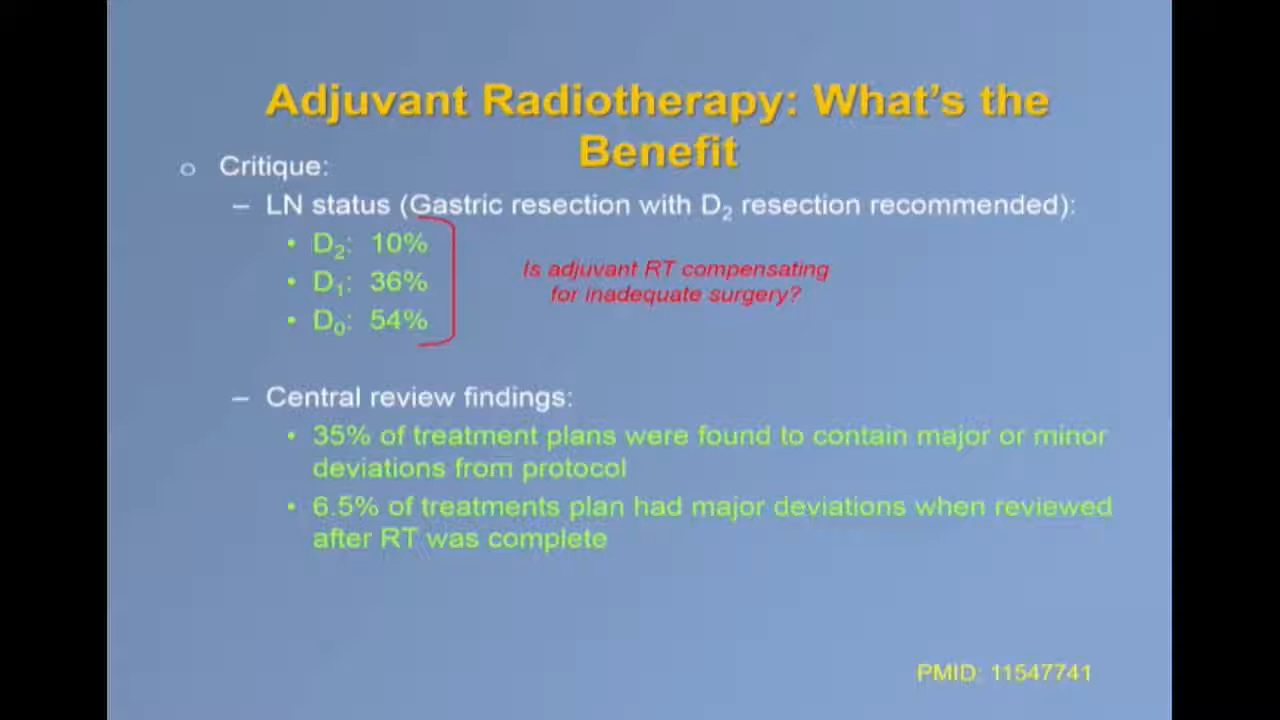 Adjuvant Radiotherapy: What's the
Benefit
o Critique:
– LN status (Gastric resection with D₂ resection recommended):
• D₂: 10%
• D₁: 36%
• D₀: 54%
Is adjuvant RT compensating
for inadequate surgery?
– Central review findings:
• 35% of treatment plans were found to contain major or minor
deviations from protocol
• 6.5% of treatments plan had major deviations when reviewed
after RT was complete
PMID: 11547741